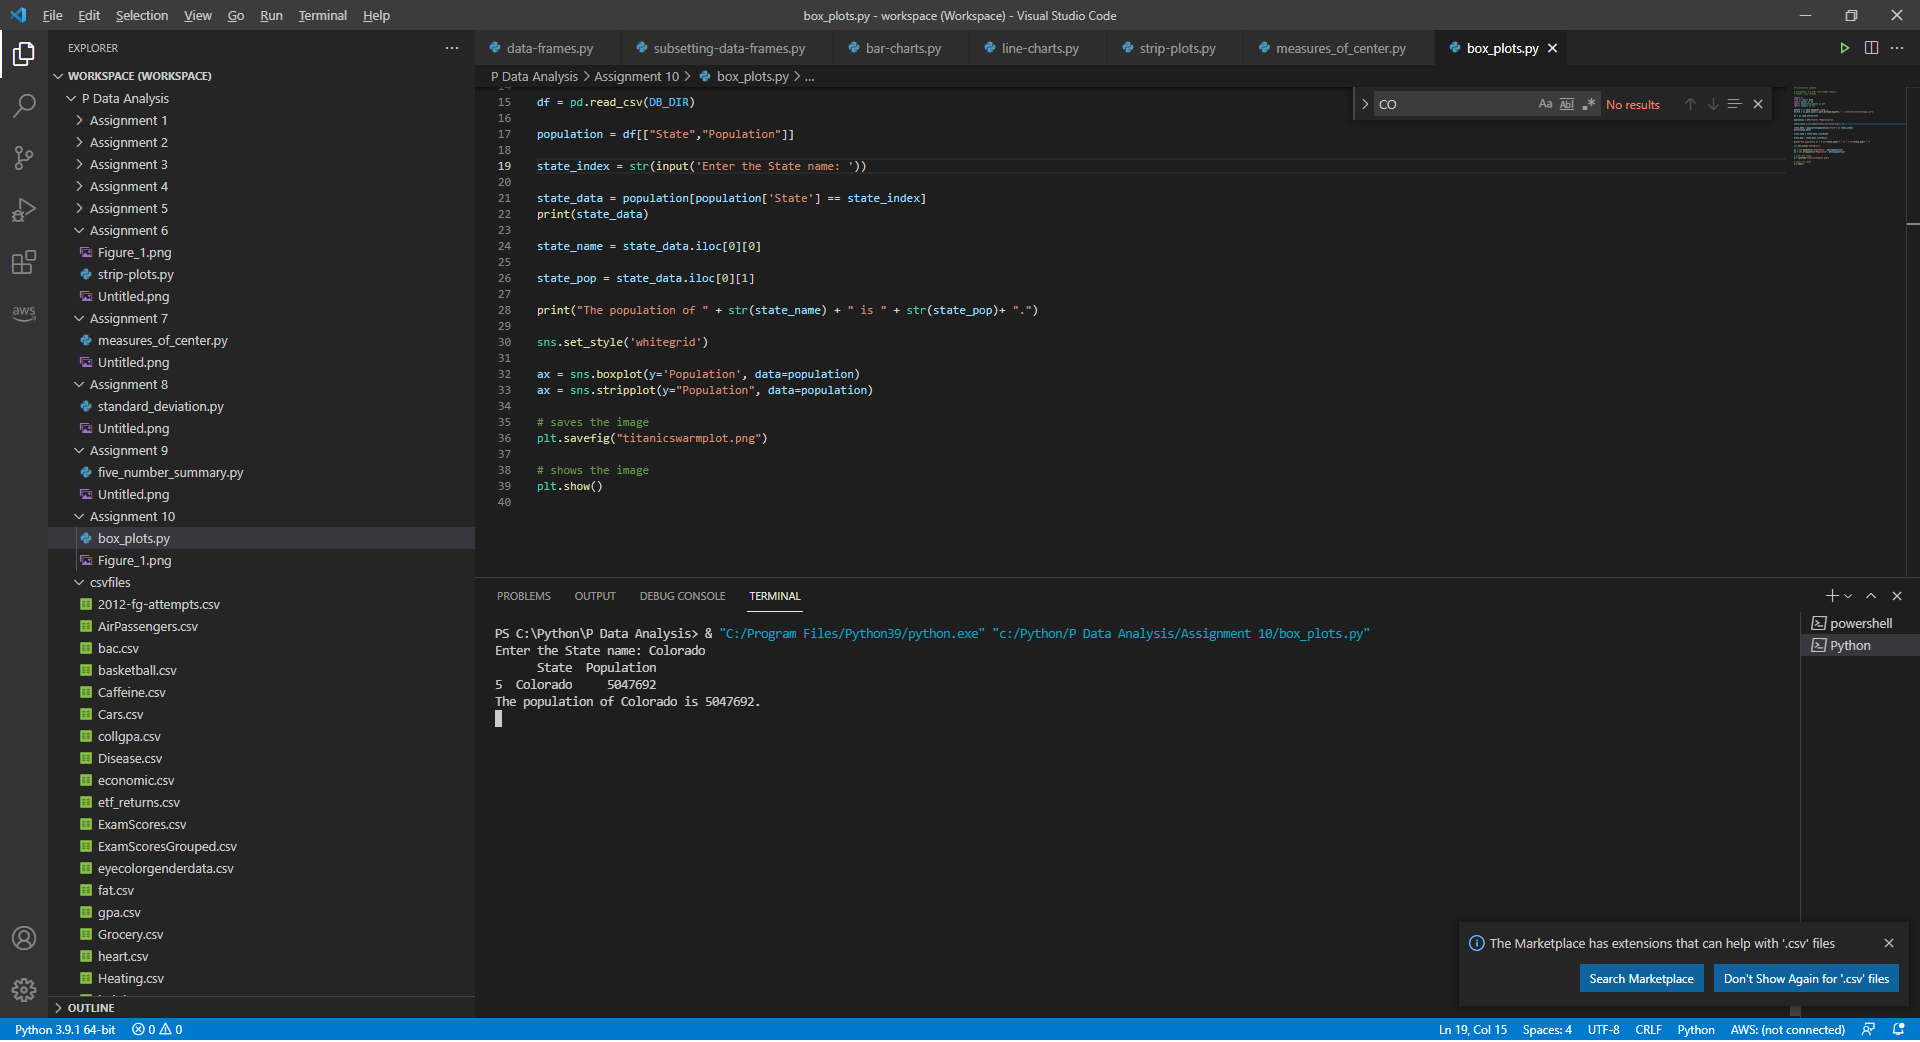 File Edit Selection View Go Run Terminal Help
box_plots.py - workspace (Workspace) - Visual Studio Code
EXPLORER
WORKSPACE (WORKSPACE)
P Data Analysis
Assignment 1
Assignment 2
Assignment 3
Assignment 4
Assignment 5
Assignment 6
Figure_1.png
strip-plots.py
Untitled.png
Assignment 7
measures_of_center.py
Untitled.png
Assignment 8
standard_deviation.py
Untitled.png
Assignment 9
five_number_summary.py
Untitled.png
Assignment 10
box_plots.py
Figure_1.png
csvfiles
2012-fg-attempts.csv
AirPassengers.csv
bac.csv
basketball.csv
Caffeine.csv
Cars.csv
collgpa.csv
Disease.csv
economic.csv
etf_returns.csv
ExamScores.csv
ExamScoresGrouped.csv
eyecolorgenderdata.csv
fat.csv
gpa.csv
Grocery.csv
heart.csv
Heating.csv
OUTLINE
aws
data-frames.py subsetting-data-frames.py bar-charts.py line-charts.py strip-plots.py measures_of_center.py box_plots.py
P Data Analysis > Assignment 10 > box_plots.py > ...
CO Aa Abl .* No results
15 df = pd.read_csv(DB_DIR)
16
17 population = df[["State","Population"]]
18
19 state_index = str(input('Enter the State name: '))
20
21 state_data = population[population['State'] == state_index]
22 print(state_data)
23
24 state_name = state_data.iloc[0][0]
25
26 state_pop = state_data.iloc[0][1]
27
28 print("The population of " + str(state_name) + " is " + str(state_pop)+ ".")
29
30 sns.set_style('whitegrid')
31
32 ax = sns.boxplot(y='Population', data=population)
33 ax = sns.stripplot(y="Population", data=population)
34
35 # saves the image
36 plt.savefig("titanicswarmplot.png")
37
38 # shows the image
39 plt.show()
40
PROBLEMS OUTPUT DEBUG CONSOLE TERMINAL
PS C:\Python\P Data Analysis> & "C:/Program Files/Python39/python.exe" "c:/Python/P Data Analysis/Assignment 10/box_plots.py"
Enter the State name: Colorado
State Population
5 Colorado 5047692
The population of Colorado is 5047692.
powershell
Python
The Marketplace has extensions that can help with '.csv' files
Search Marketplace Don't Show Again for '.csv' files
Python 3.9.1 64-bit 0 0 Ln 19, Col 15 Spaces: 4 UTF-8 CRLF Python AWS: (not connected)